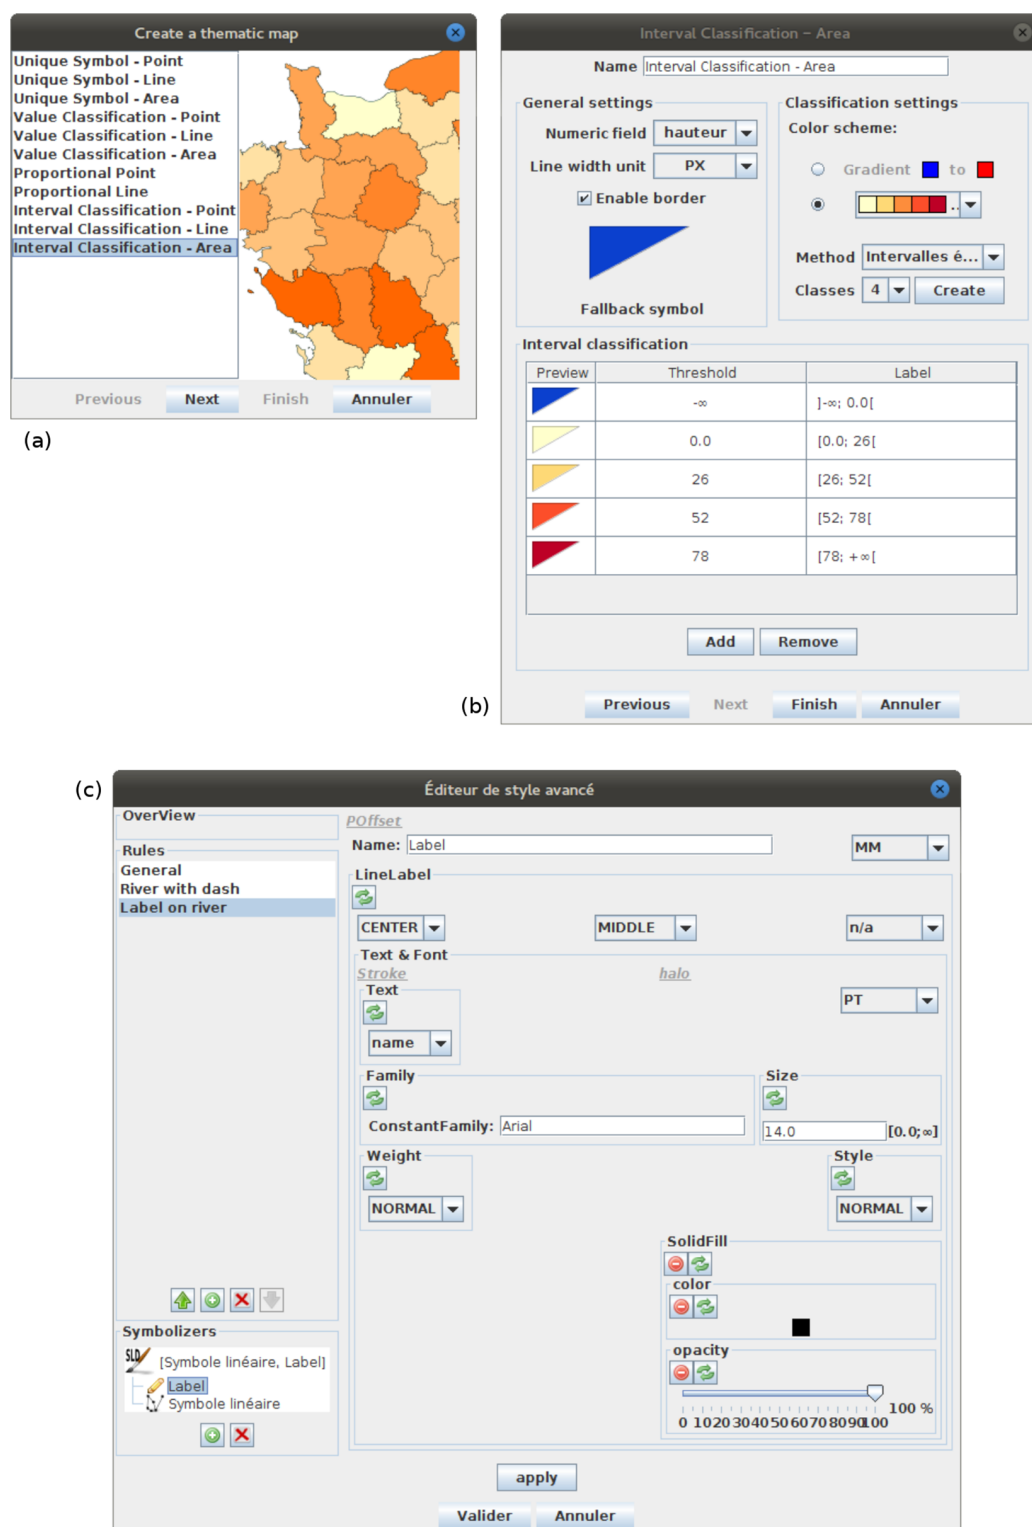 Create a thematic map
Unique Symbol - Point
Unique Symbol - Line
Unique Symbol - Area
Value Classification - Point
Value Classification - Line
Value Classification - Area
Proportional Point
Proportional Line
Interval Classification - Point
Interval Classification - Line
Interval Classification - Area
Previous Next Finish Annuler
(a)
Interval Classification – Area
Name Interval Classification - Area
General settings
Numeric field hauteur
Line width unit PX
Enable border
Fallback symbol
Classification settings
Color scheme:
Gradient to
..
Method Intervalles é...
Classes 4 Create
Interval classification
Preview Threshold Label
-∞ ]-∞; 0.0[
0.0 [0.0; 26[
26 [26; 52[
52 [52; 78[
78 [78; +∞[
Add Remove
Previous Next Finish Annuler
(b)
(c)
Éditeur de style avancé
OverView
Rules
General
River with dash
Label on river
Symbolizers
SLD [Symbole linéaire, Label]
Label
Symbole linéaire
POffset
Name: Label MM
LineLabel
CENTER MIDDLE n/a
Text & Font
Stroke halo
Text
PT
name
Family
ConstantFamily: Arial
Size
14.0 [0.0;∞]
Weight
NORMAL
Style
NORMAL
SolidFill
color
opacity
100 %
0 10 20 30 40 50 60 70 80 90 100
apply
Valider Annuler